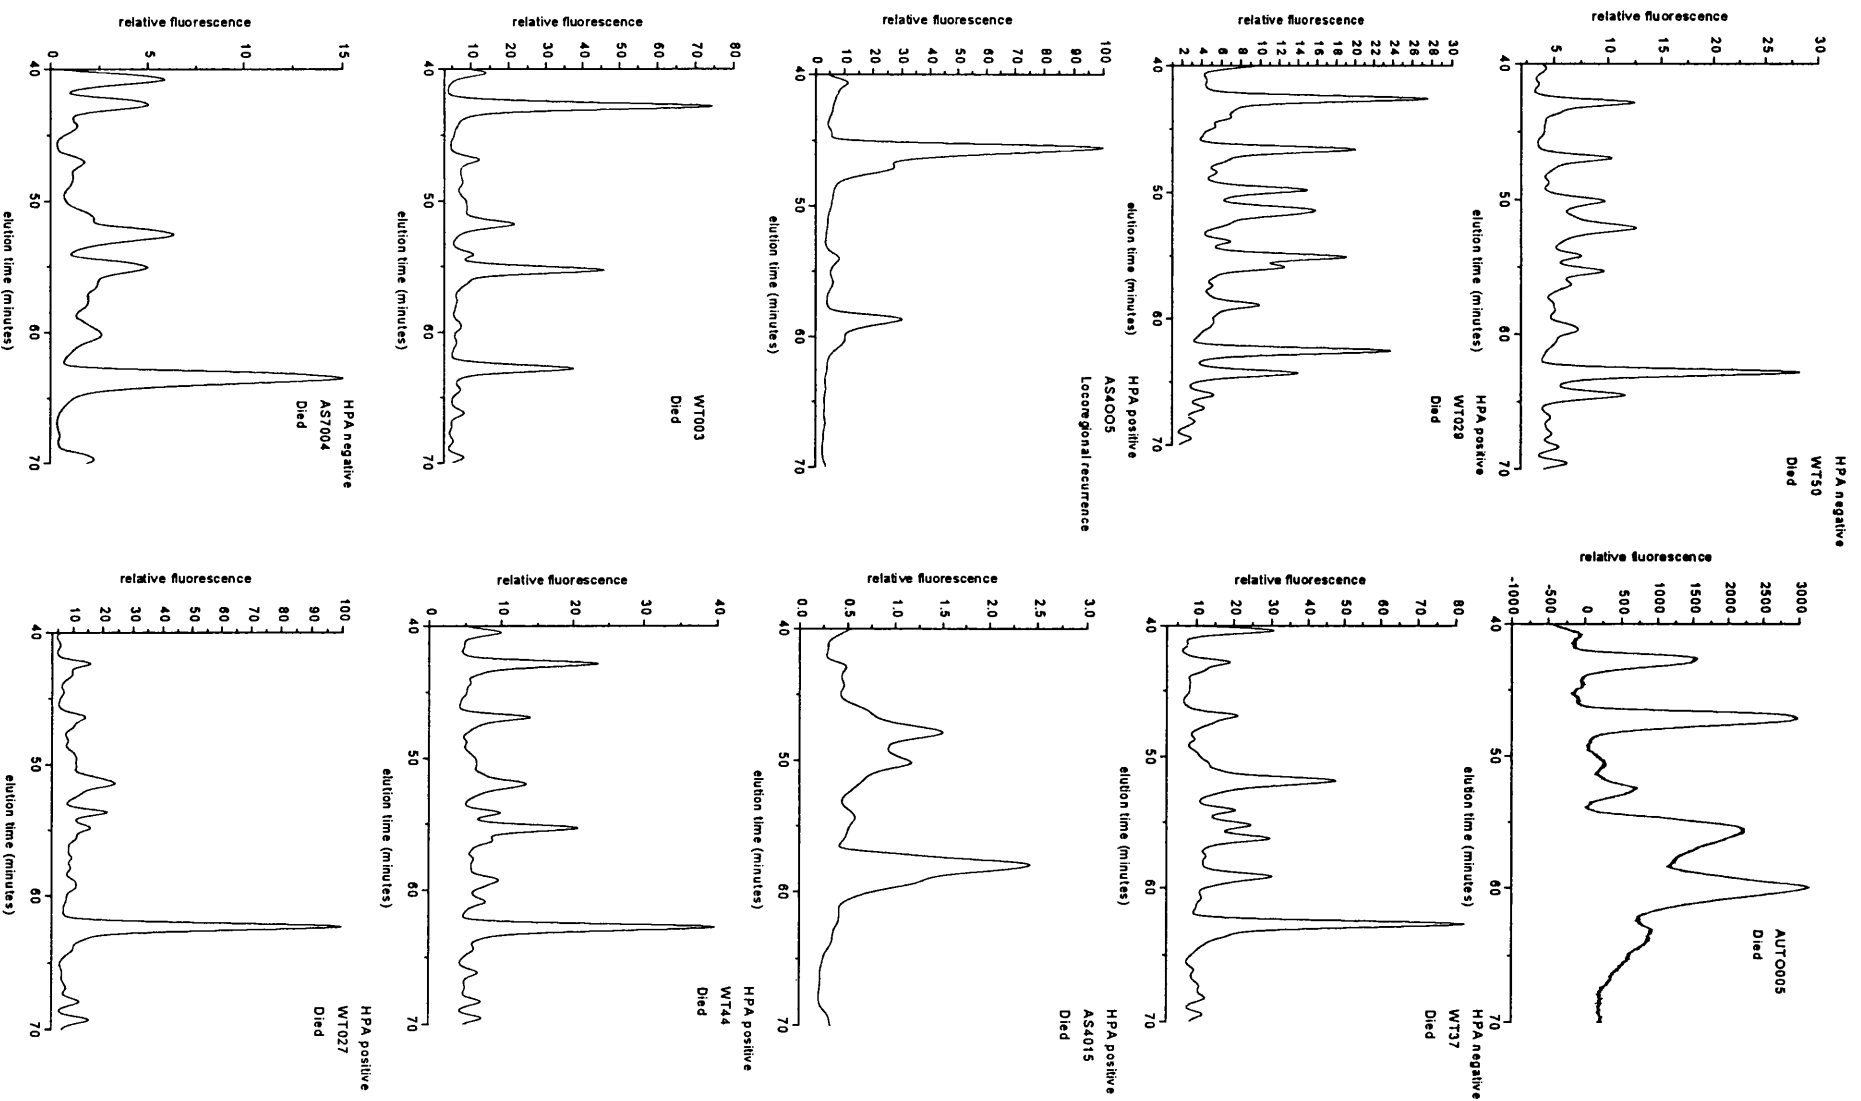 HPA negative
WT50
Died
relative fluorescence
30
25
20
15
10
5
40 50 60 70
elution time (minutes)
AUTO005
Died
relative fluorescence
3000
2500
2000
1500
1000
500
0
-500
-1000
40 50 60 70
elution time (minutes)
HPA positive
WT029
Died
relative fluorescence
30
28
26
24
22
20
18
16
14
12
10
8
6
4
2
40 50 60 70
elution time (minutes)
HPA negative
WT37
Died
relative fluorescence
80
70
60
50
40
30
20
10
40 50 60 70
elution time (minutes)
HPA positive
AS4005
Locoregional recurrence
relative fluorescence
100
90
80
70
60
50
40
30
20
10
0
40 50 60 70
elution time (minutes)
HPA positive
AS4015
Died
relative fluorescence
3.0
2.5
2.0
1.5
1.0
0.5
0.0
40 50 60 70
elution time (minutes)
WT003
Died
relative fluorescence
80
70
60
50
40
30
20
10
40 50 60 70
elution time (minutes)
HPA positive
WT44
Died
relative fluorescence
40
30
20
10
0
40 50 60 70
elution time (minutes)
HPA negative
AS7004
Died
relative fluorescence
15
10
5
0
40 50 60 70
elution time (minutes)
HPA positive
WT027
Died
relative fluorescence
100
90
80
70
60
50
40
30
20
10
40 50 60 70
elution time (minutes)